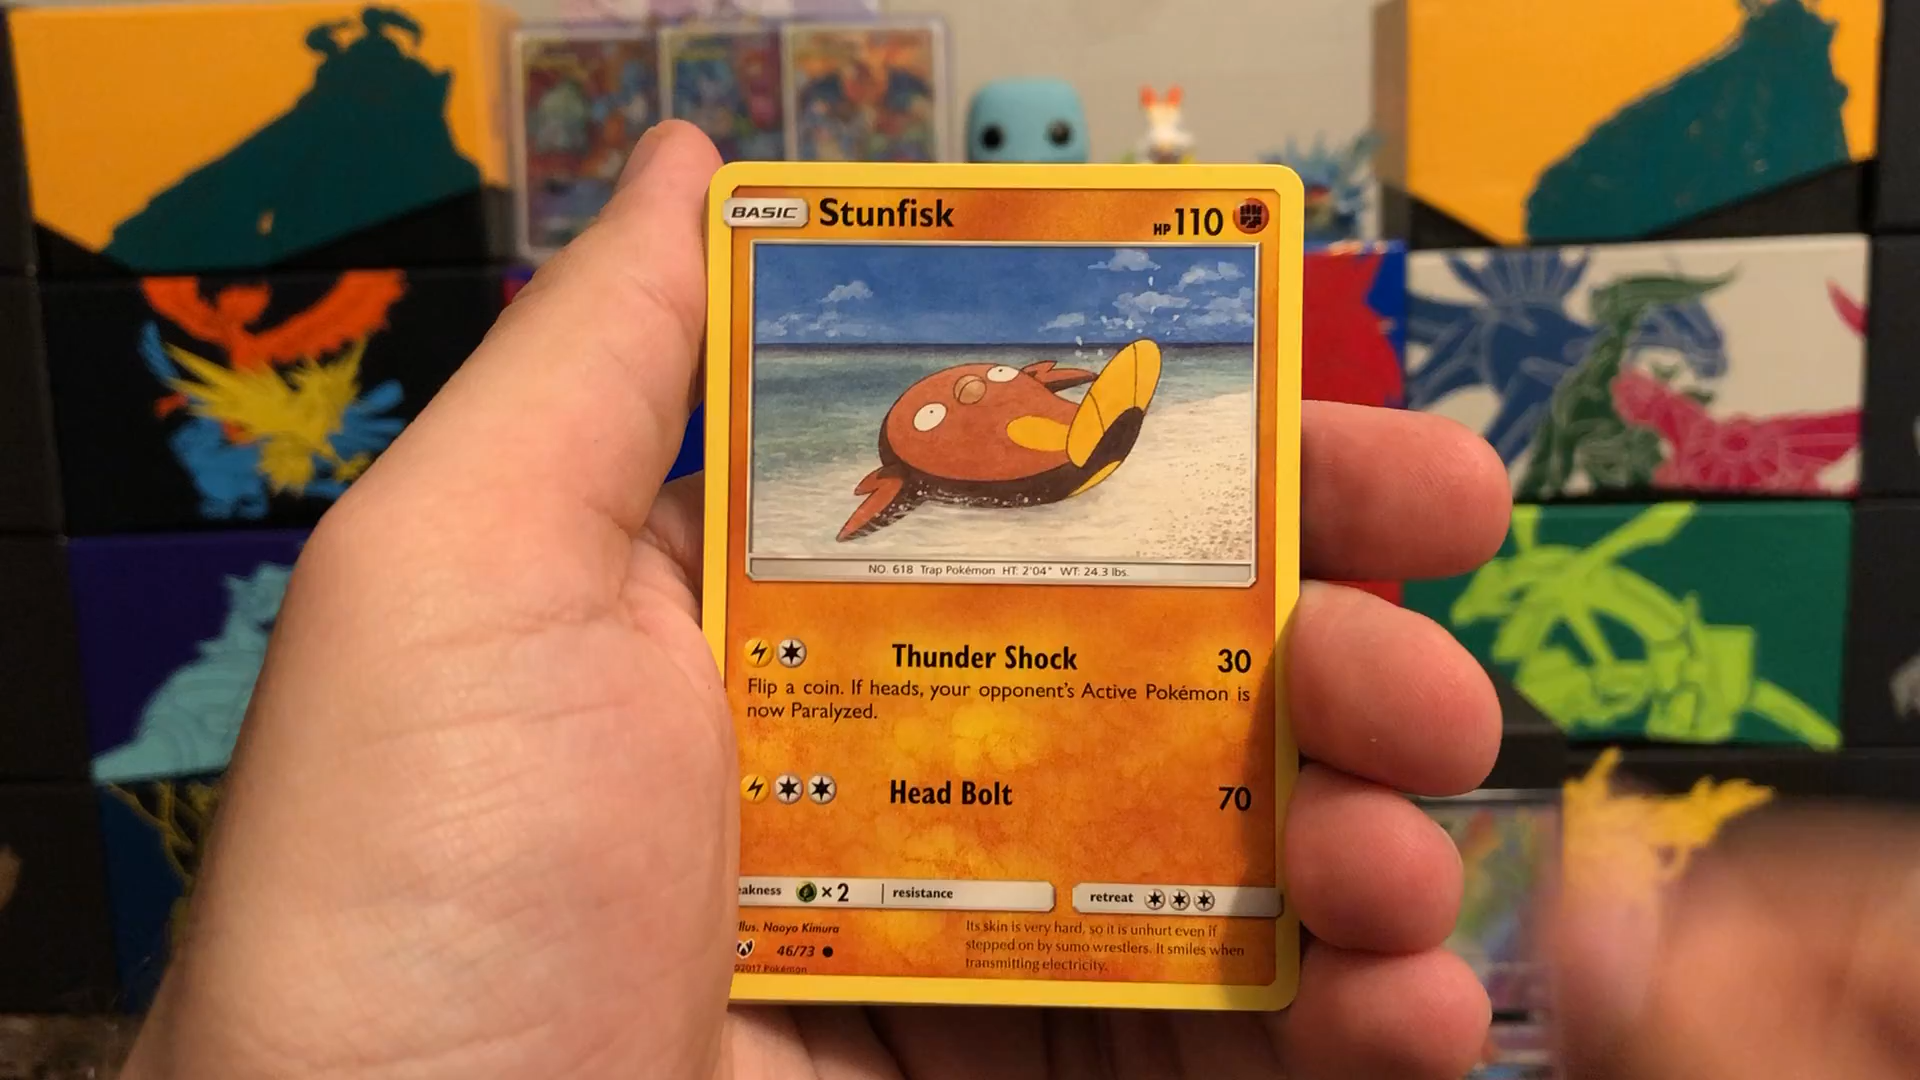 BASIC Stunfisk HP 110
NO. 618 Trap Pokémon HT: 2'04" WT: 24.3 lbs.
Thunder Shock 30
Flip a coin. If heads, your opponent's Active Pokémon is
now Paralyzed.
Head Bolt 70
eakness ×2 resistance retreat
llus. Naoyo Kimura
46/73
©2017 Pokémon
Its skin is very hard, so it is unhurt even if
stepped on by sumo wrestlers. It smiles when
transmitting electricity.